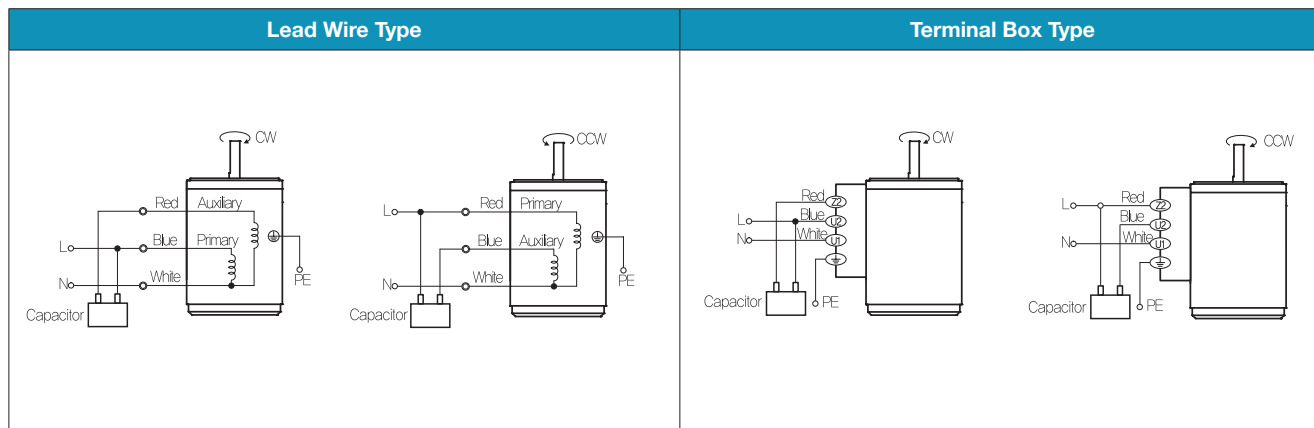 Lead Wire Type
Terminal Box Type
CW
Red Auxiliary
L Blue Primary
N White
PE
Capacitor
CCW
L Red Primary
Blue Auxiliary
N White
PE
Capacitor
CW
Red Z2
L Blue U2
N White U1
Capacitor PE
CCW
L Red Z2
Blue U2
N White U1
Capacitor PE